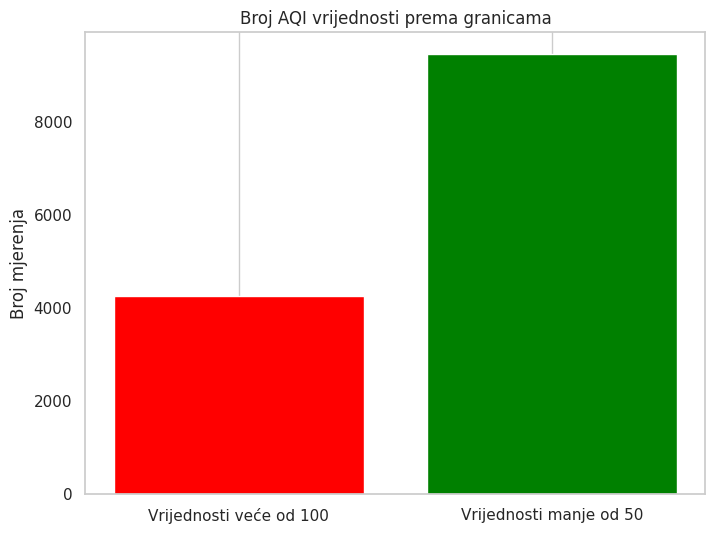 Broj AQI vrijednosti prema granicama
Broj mjerenja
8000
6000
4000
2000
0
Vrijednosti veće od 100
Vrijednosti manje od 50